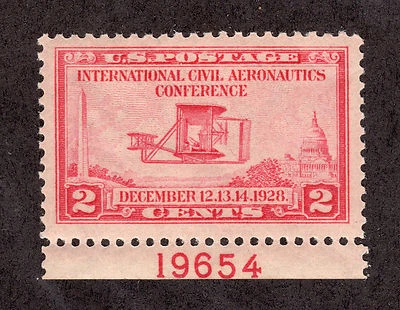 U.S.POSTAGE
INTERNATIONAL CIVIL AERONAUTICS
CONFERENCE
2 DECEMBER 12.13.14.1928. 2
CENTS
19654